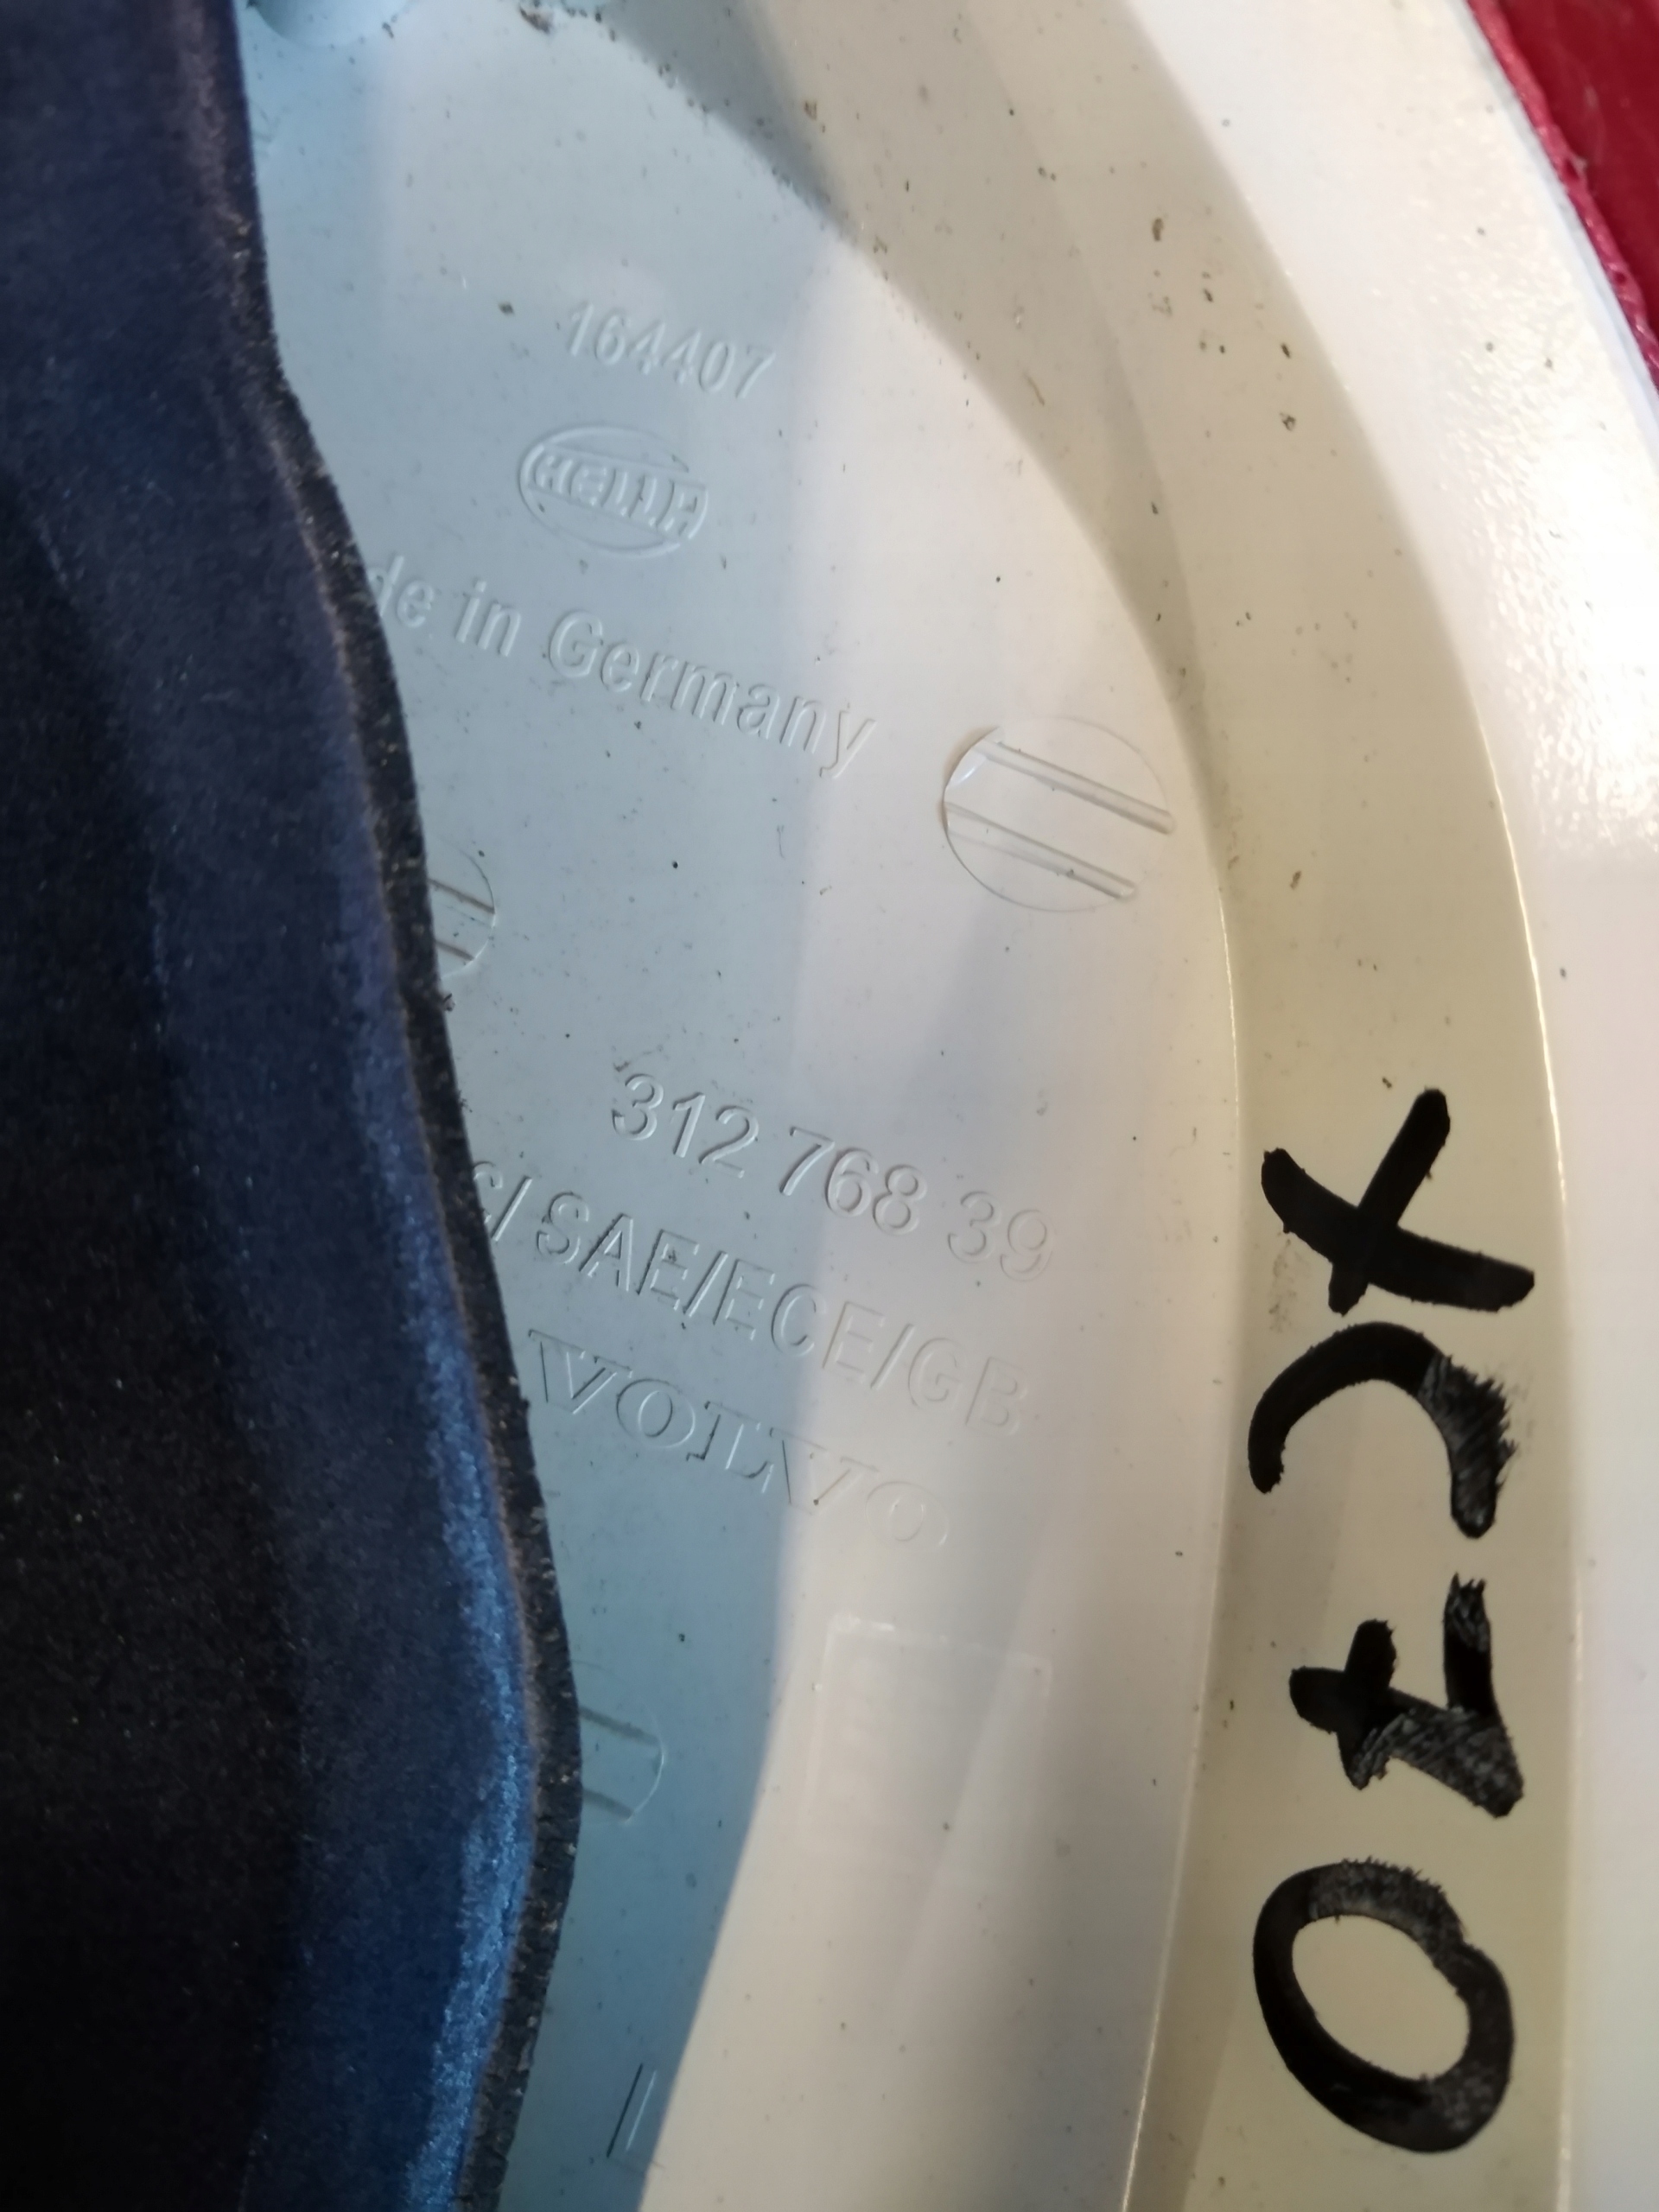 164407
HELLA
de in Germany
312 768 39
/ SAE/ECE/GB
VOLVO
XC70